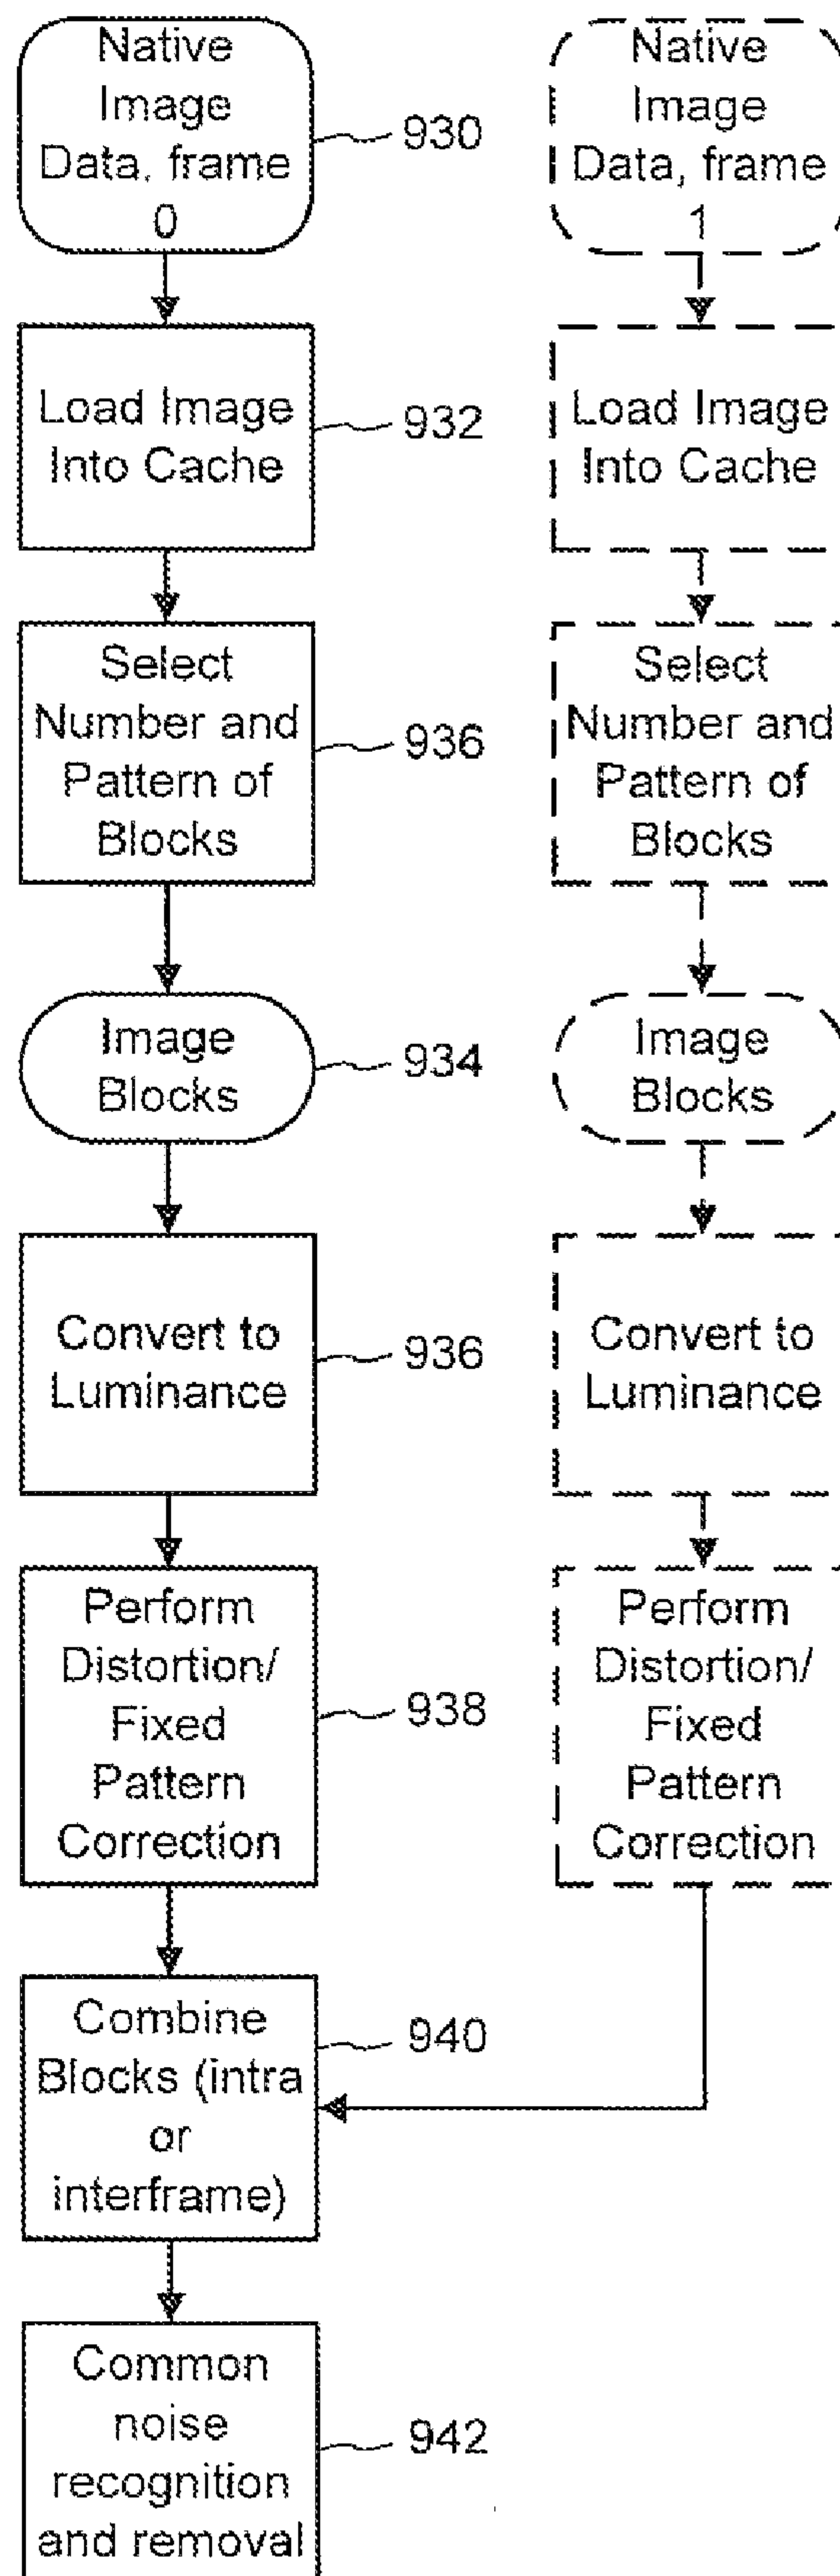 Native
Image
Data, frame
0
930
Load Image
Into Cache
932
Select
Number and
Pattern of
Blocks
936
Image
Blocks
934
Convert to
Luminance
936
Perform
Distortion/
Fixed
Pattern
Correction
938
Combine
Blocks (intra
or
interframe)
940
Common
noise
recognition
and removal
942
Native
Image
Data, frame
1
Load Image
Into Cache
Select
Number and
Pattern of
Blocks
Image
Blocks
Convert to
Luminance
Perform
Distortion/
Fixed
Pattern
Correction